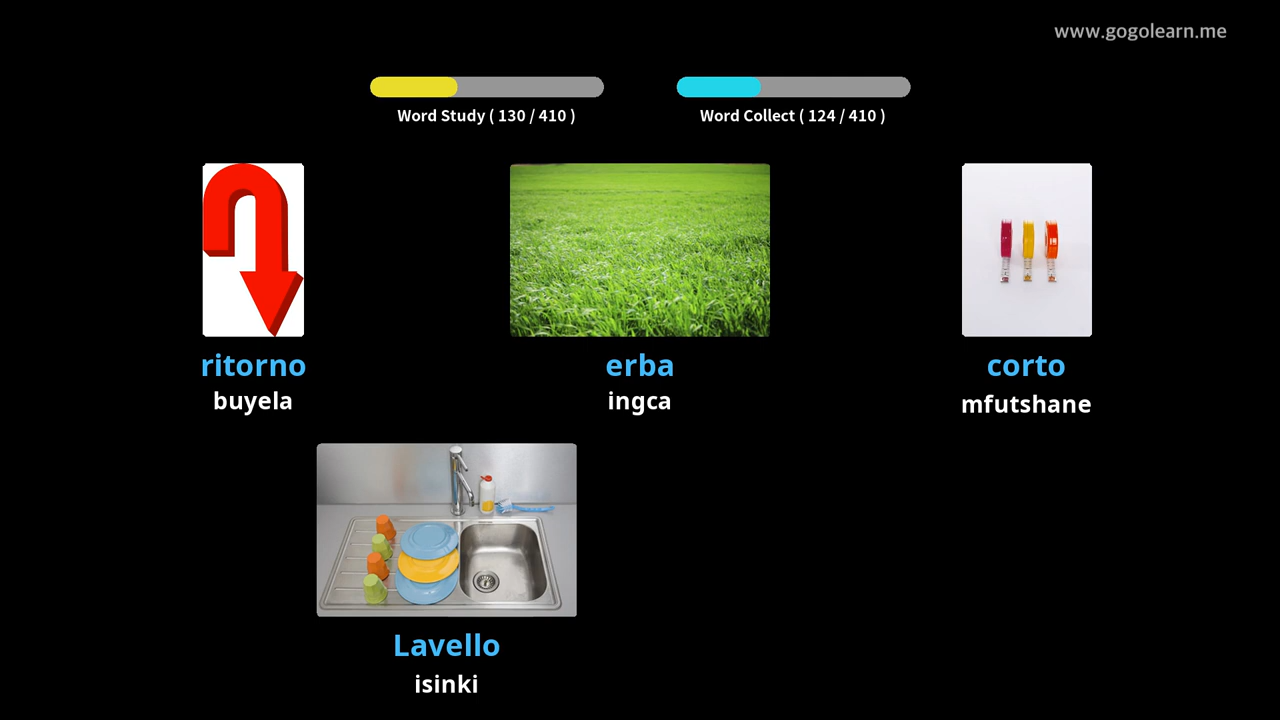 www.gogolearn.me
Word Study ( 130 / 410 )
Word Collect ( 124 / 410 )
ritorno
buyela
erba
ingca
corto
mfutshane
Lavello
isinki